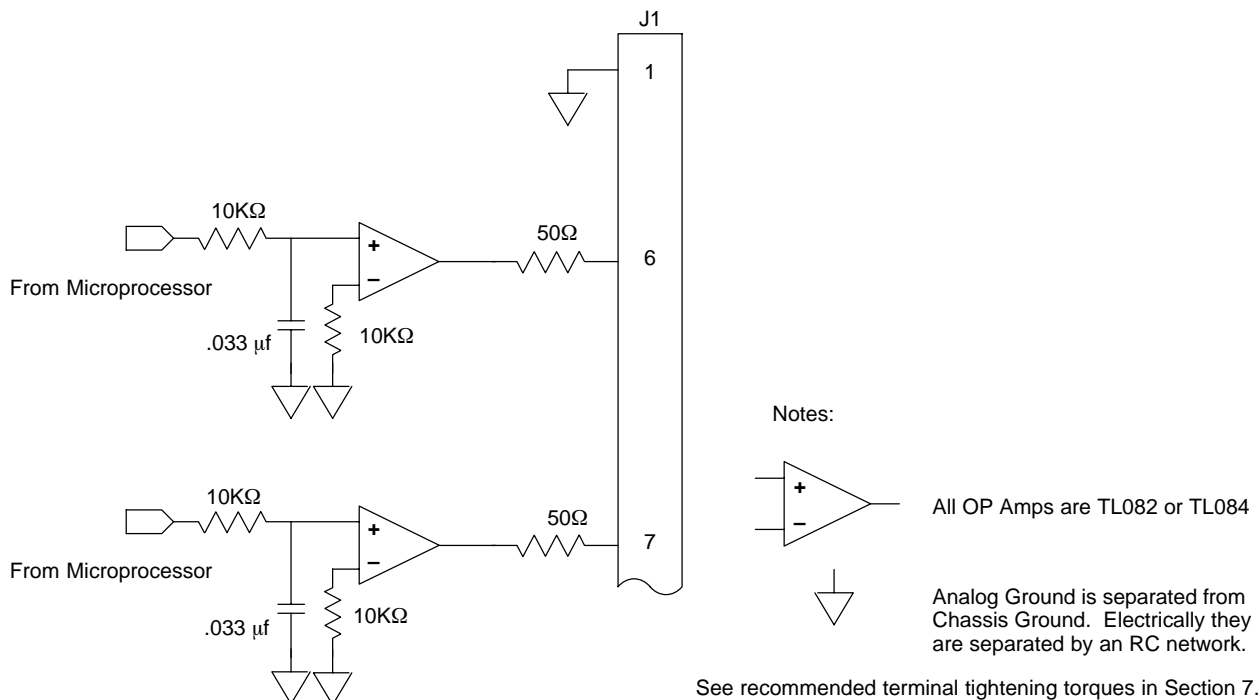 J1
1
10KΩ
+
−
50Ω
6
From Microprocessor
.033 μf
10KΩ
10KΩ
+
−
50Ω
7
From Microprocessor
.033 μf
10KΩ
Notes:
+
−
All OP Amps are TL082 or TL084
Analog Ground is separated from
Chassis Ground. Electrically they
are separated by an RC network.
See recommended terminal tightening torques in Section 7.